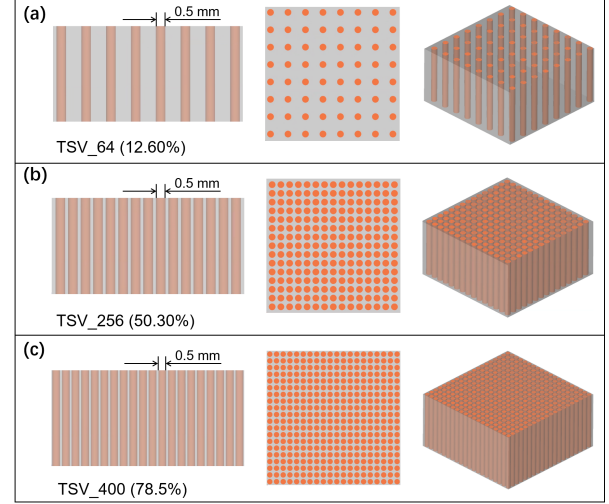 (a)
0.5 mm
TSV_64 (12.60%)
(b)
0.5 mm
TSV_256 (50.30%)
(c)
0.5 mm
TSV_400 (78.5%)